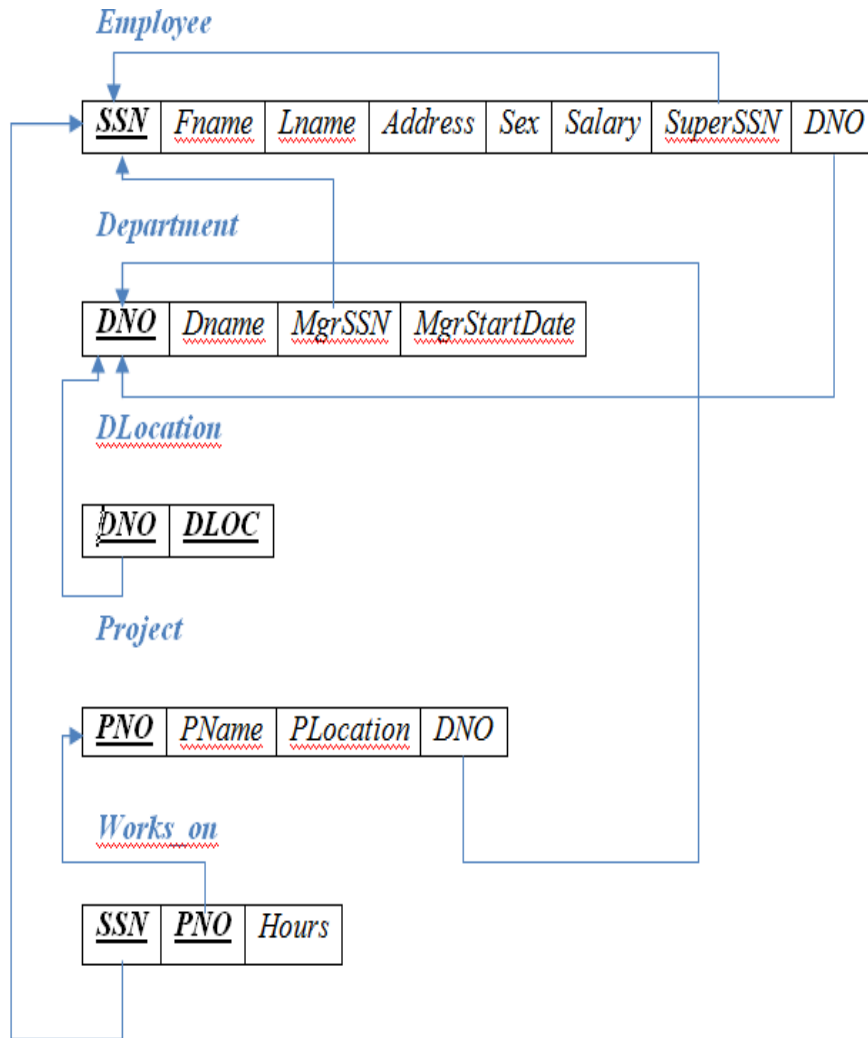 Employee
SSN Fname Lname Address Sex Salary SuperSSN DNO
Department
DNO Dname MgrSSN MgrStartDate
DLocation
DNO DLOC
Project
PNO PName PLocation DNO
Works_on
SSN PNO Hours